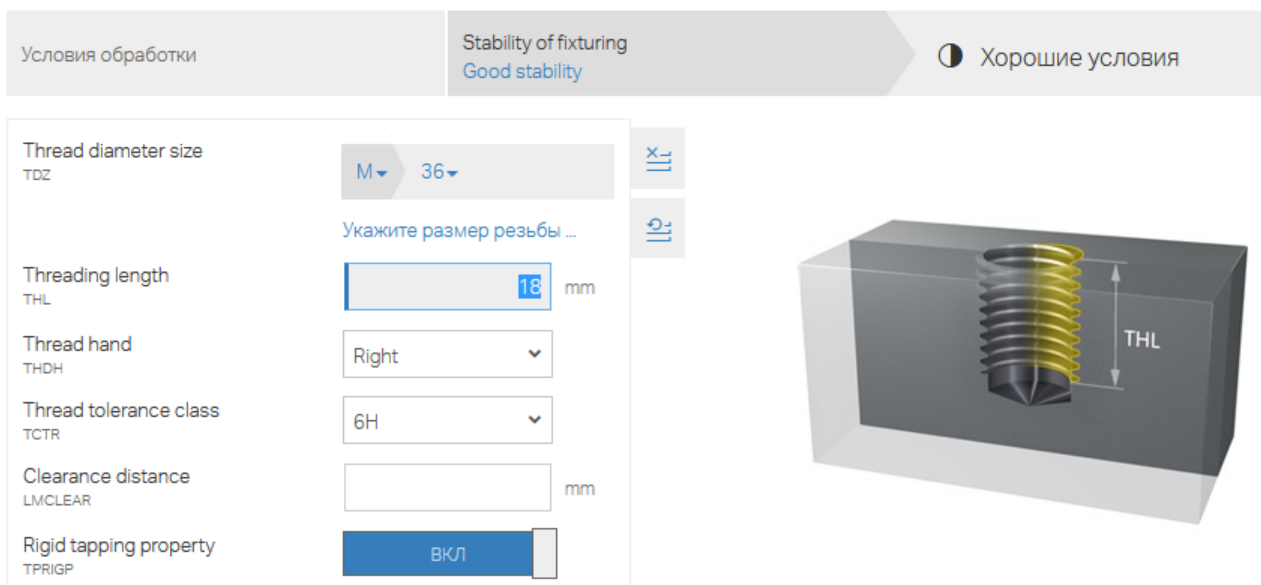 Условия обработки
Stability of fixturing
Good stability
Хорошие условия
Thread diameter size
TDZ
M
36
Укажите размер резьбы ...
Threading length
THL
18 mm
Thread hand
THDH
Right
Thread tolerance class
TCTR
6H
Clearance distance
LMCLEAR
mm
Rigid tapping property
TPRIGP
ВКЛ
THL